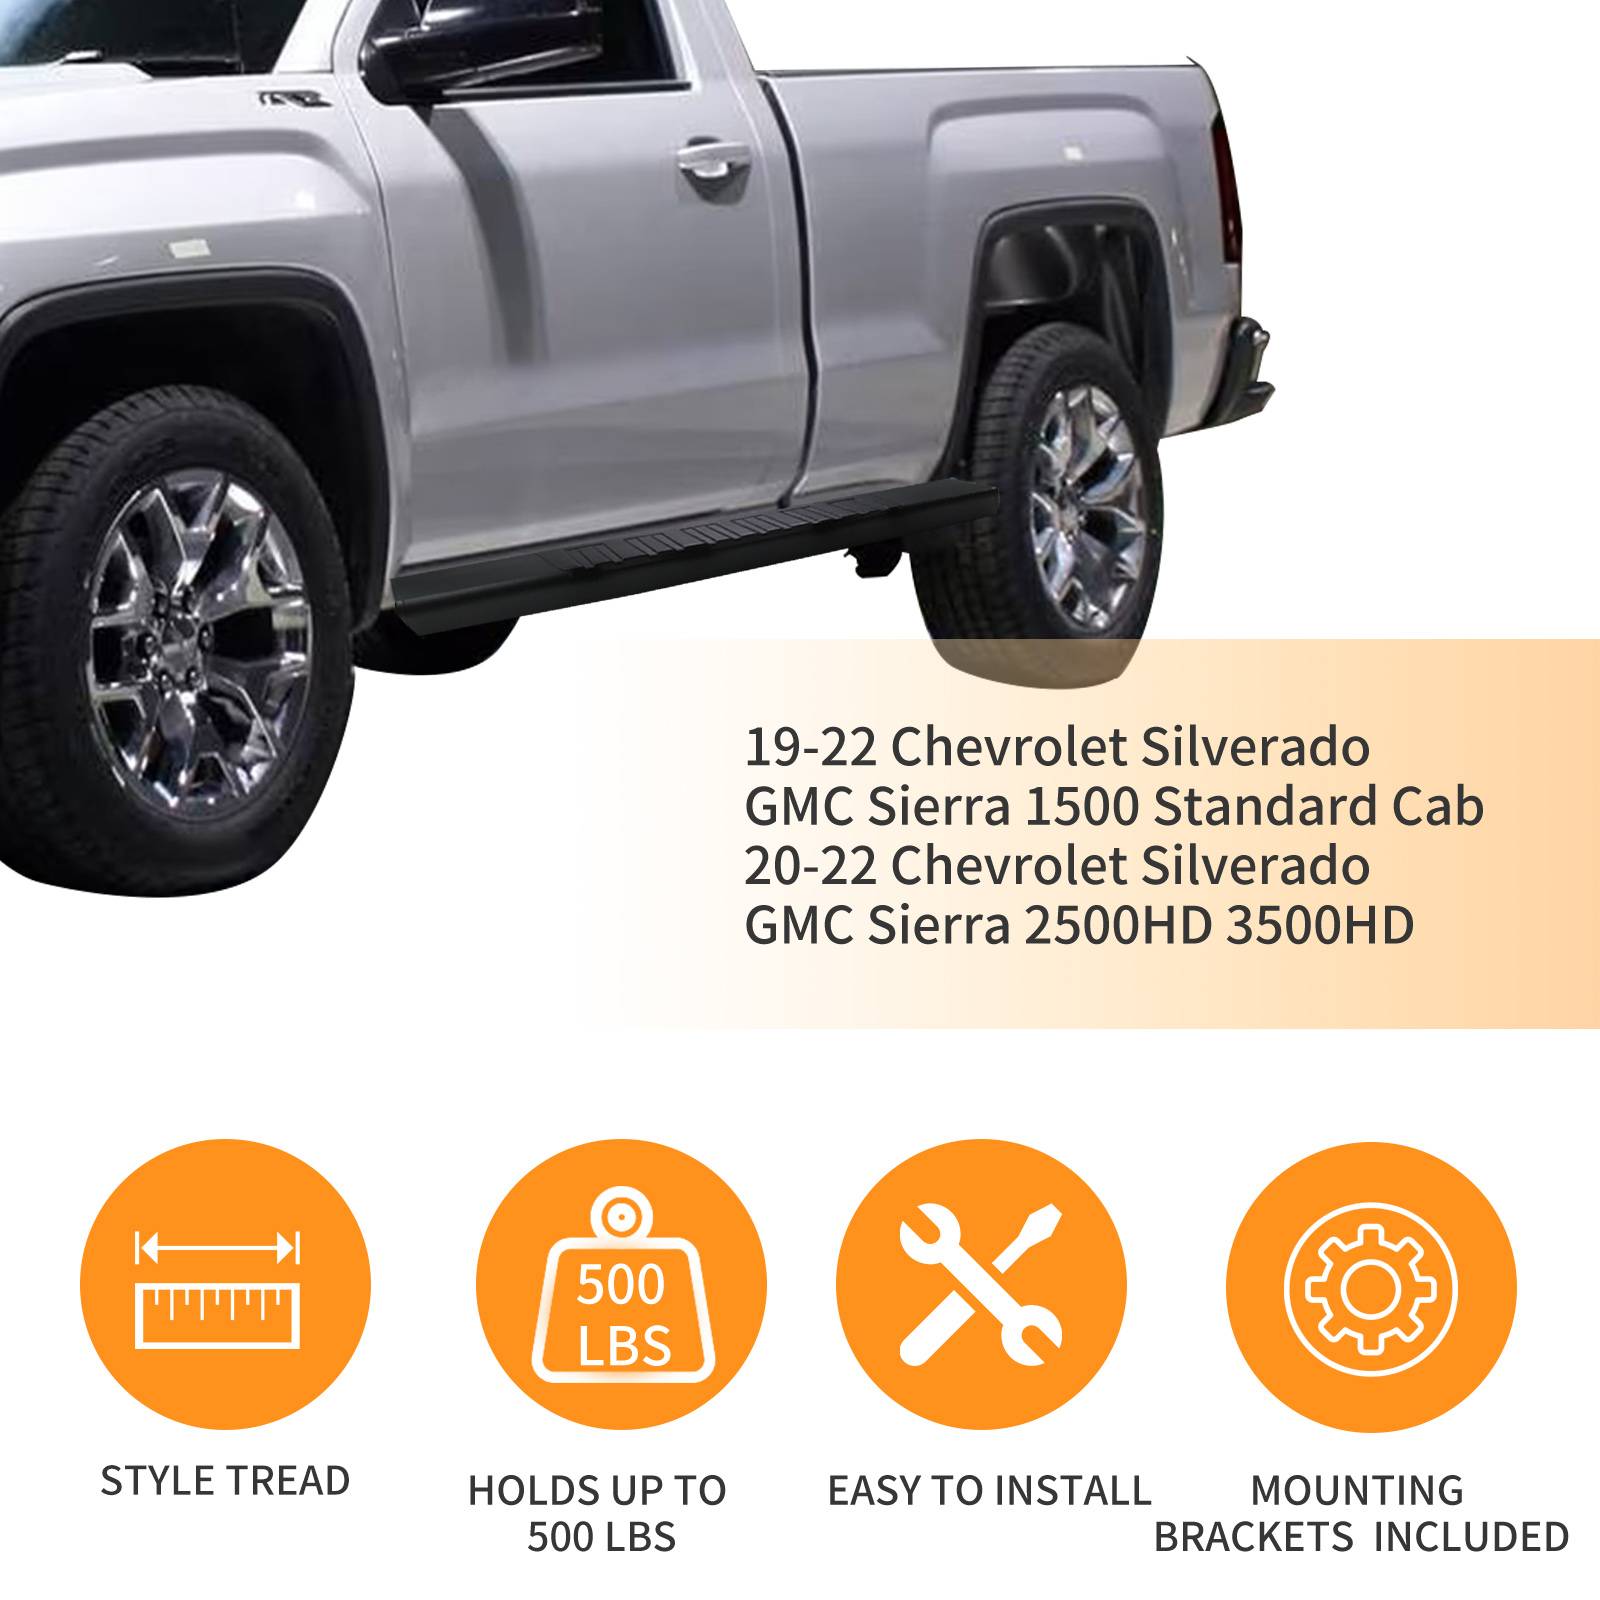 19-22 Chevrolet Silverado
GMC Sierra 1500 Standard Cab
20-22 Chevrolet Silverado
GMC Sierra 2500HD 3500HD
500
LBS
STYLE TREAD
HOLDS UP TO
500 LBS
EASY TO INSTALL
MOUNTING
BRACKETS INCLUDED